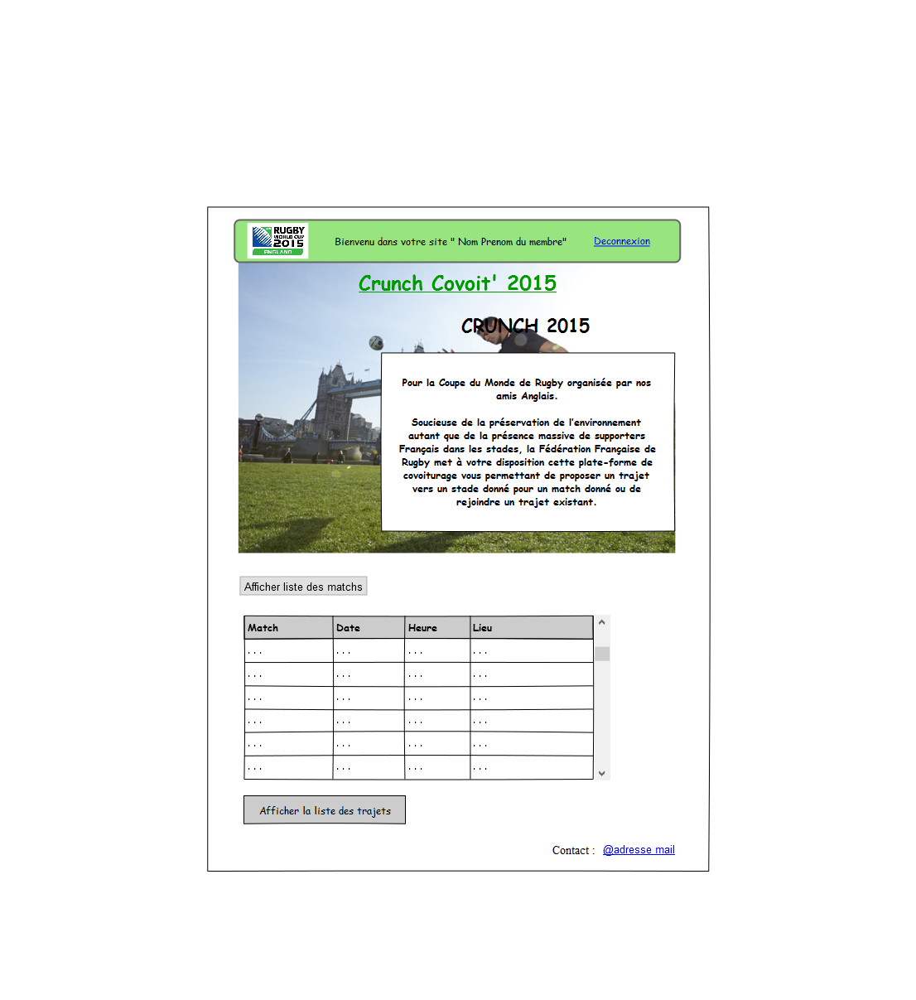 RUGBY
WORLD CUP
2015
ENGLAND
Bienvenu dans votre site " Nom Prenom du membre"
Deconnexion
Crunch Covoit' 2015
CRUNCH 2015
Pour la Coupe du Monde de Rugby organisée par nos
amis Anglais.
Soucieuse de la préservation de l'environnement
autant que de la présence massive de supporters
Français dans les stades, la Fédération Française de
Rugby met à votre disposition cette plate-forme de
covoiturage vous permettant de proposer un trajet
vers un stade donné pour un match donné ou de
rejoindre un trajet existant.
Afficher liste des matchs
Match Date Heure Lieu
. . . . . . . . . . . .
. . . . . . . . . . . .
. . . . . . . . . . . .
. . . . . . . . . . . .
. . . . . . . . . . . .
. . . . . . . . . . . .
Afficher la liste des trajets
Contact : @adresse mail